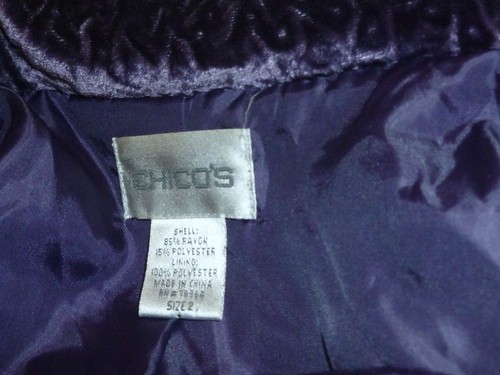 CHICO'S
SHELL:
85% RAYON
15% POLYESTER
LINING:
100% POLYESTER
MADE IN CHINA
SIZE 2